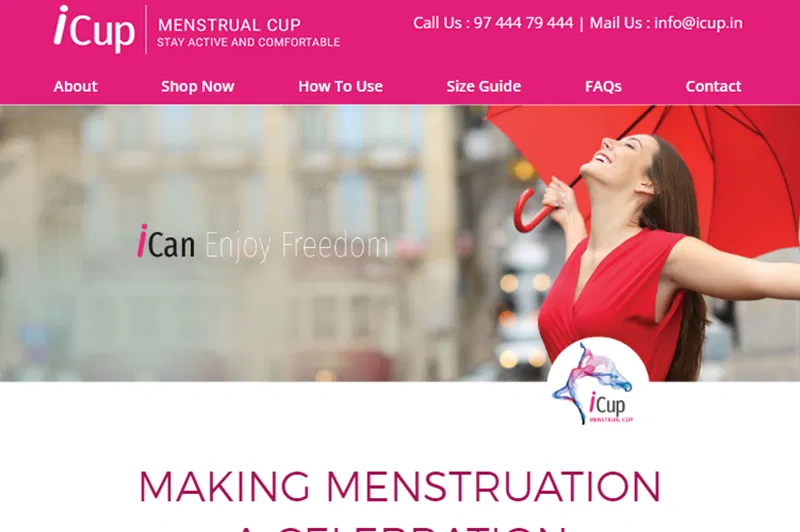 iCup
MENSTRUAL CUP
STAY ACTIVE AND COMFORTABLE
Call Us : 97 444 79 444 | Mail Us : info@icup.in
About
Shop Now
How To Use
Size Guide
FAQs
Contact
iCan Enjoy Freedom
iCup
MENSTRUAL CUP
MAKING MENSTRUATION
A CELEBRATION